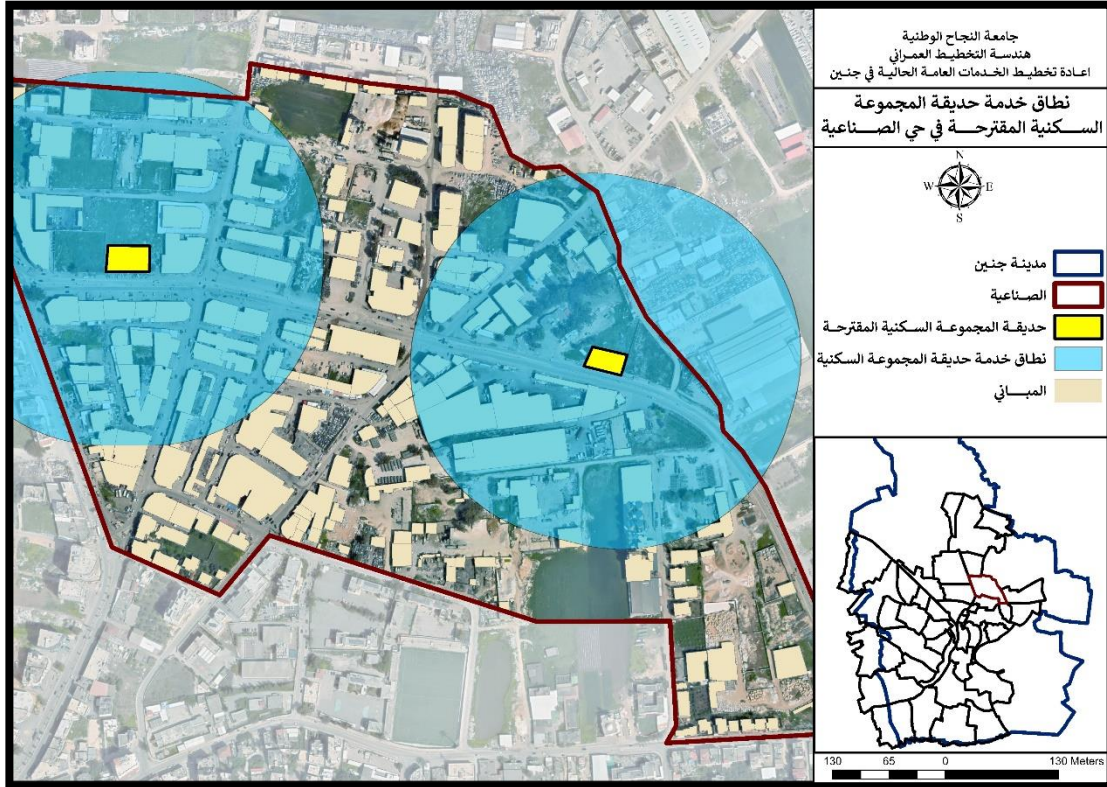 جامعة النجاح الوطنية
هندسة التخطيط العمراني
اعادة تخطيط الخدمات العامة الحالية في جنين
نطاق خدمة حديقة المجموعة
السكنية المقترحة في حي الصناعية
N
W E
S
مدينة جنين
الصناعية
حديقة المجموعة السكنية المقترحة
نطاق خدمة حديقة المجموعة السكنية
المباني
130 65 0 130 Meters